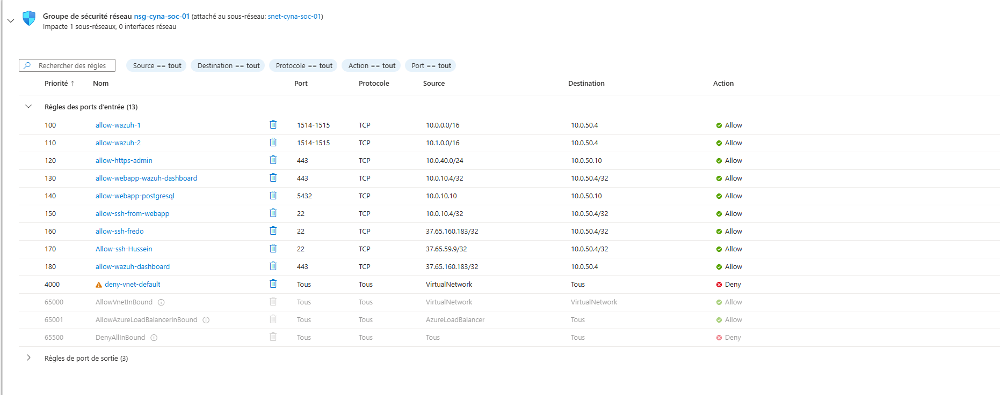 Groupe de sécurité réseau nsg-cyna-soc-01 (attaché au sous-réseau: snet-cyna-soc-01)
Impacte 1 sous-réseaux, 0 interfaces réseau
Rechercher des règles Source == tout Destination == tout Protocole == tout Action == tout Port == tout
Priorité ↑ Nom Port Protocole Source Destination Action
Règles des ports d'entrée (13)
100 allow-wazuh-1 1514-1515 TCP 10.0.0.0/16 10.0.50.4 Allow
110 allow-wazuh-2 1514-1515 TCP 10.1.0.0/16 10.0.50.4 Allow
120 allow-https-admin 443 TCP 10.0.40.0/24 10.0.50.10 Allow
130 allow-webapp-wazuh-dashboard 443 TCP 10.0.10.4/32 10.0.50.4/32 Allow
140 allow-webapp-postgresql 5432 TCP 10.0.10.10 10.0.50.10 Allow
150 allow-ssh-from-webapp 22 TCP 10.0.10.4/32 10.0.50.4/32 Allow
160 allow-ssh-fredo 22 TCP 37.65.160.183/32 10.0.50.4/32 Allow
170 Allow-ssh-Hussein 22 TCP 37.65.59.9/32 10.0.50.4/32 Allow
180 allow-wazuh-dashboard 443 TCP 37.65.160.183/32 10.0.50.4 Allow
4000 deny-vnet-default Tous Tous VirtualNetwork Tous Deny
65000 AllowVnetInBound Tous Tous VirtualNetwork VirtualNetwork Allow
65001 AllowAzureLoadBalancerInBound Tous Tous AzureLoadBalancer Tous Allow
65500 DenyAllInBound Tous Tous Tous Tous Deny
Règles de port de sortie (3)